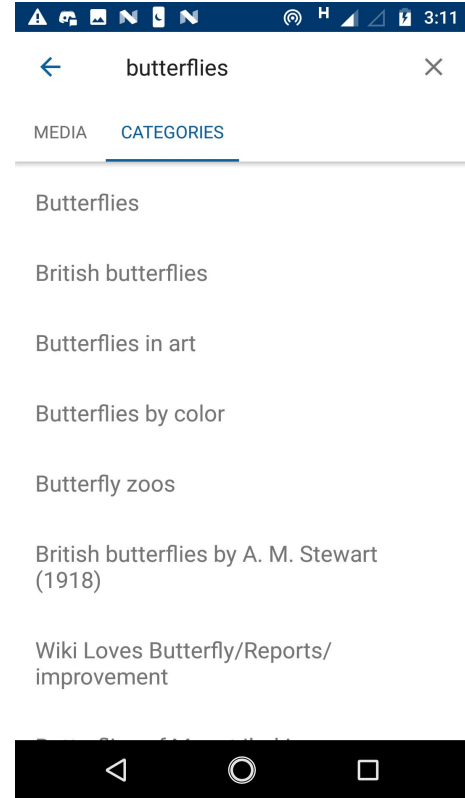 H 3:11
butterflies
MEDIA CATEGORIES
Butterflies
British butterflies
Butterflies in art
Butterflies by color
Butterfly zoos
British butterflies by A. M. Stewart
(1918)
Wiki Loves Butterfly/Reports/
improvement